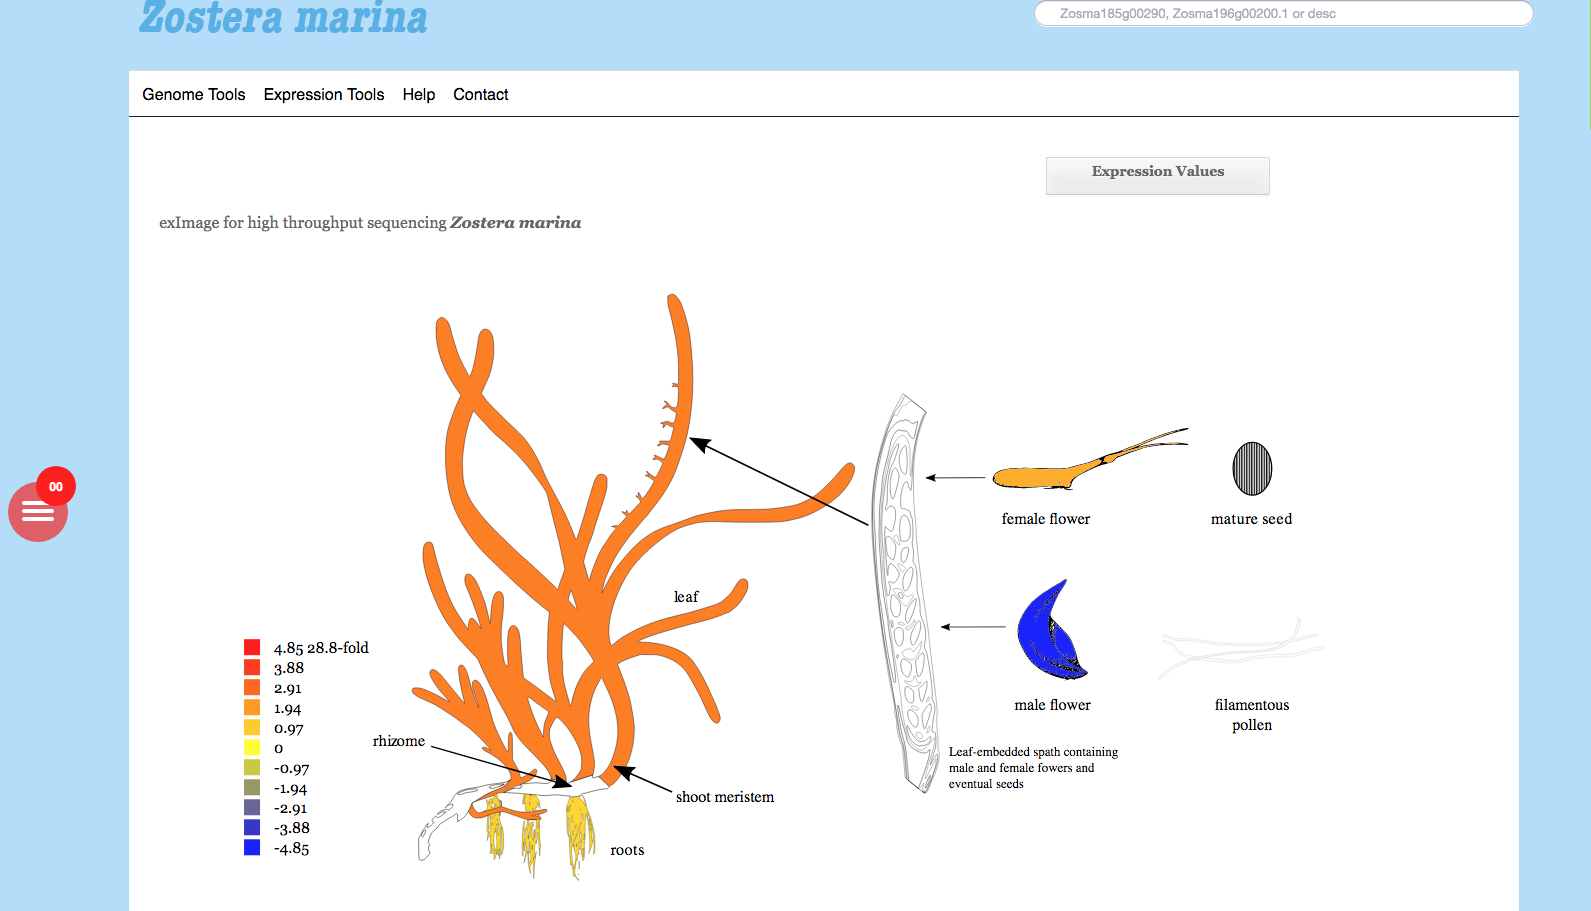 Zostera marina
Zosma185g00290, Zosma196g00200.1 or desc
Genome Tools Expression Tools Help Contact
Expression Values
exImage for high throughput sequencing Zostera marina
00
female flower
mature seed
leaf
male flower
filamentous
pollen
4.85 28.8-fold
3.88
2.91
1.94
0.97
0
-0.97
-1.94
-2.91
-3.88
-4.85
rhizome
Leaf-embedded spath containing
male and female fowers and
eventual seeds
shoot meristem
roots